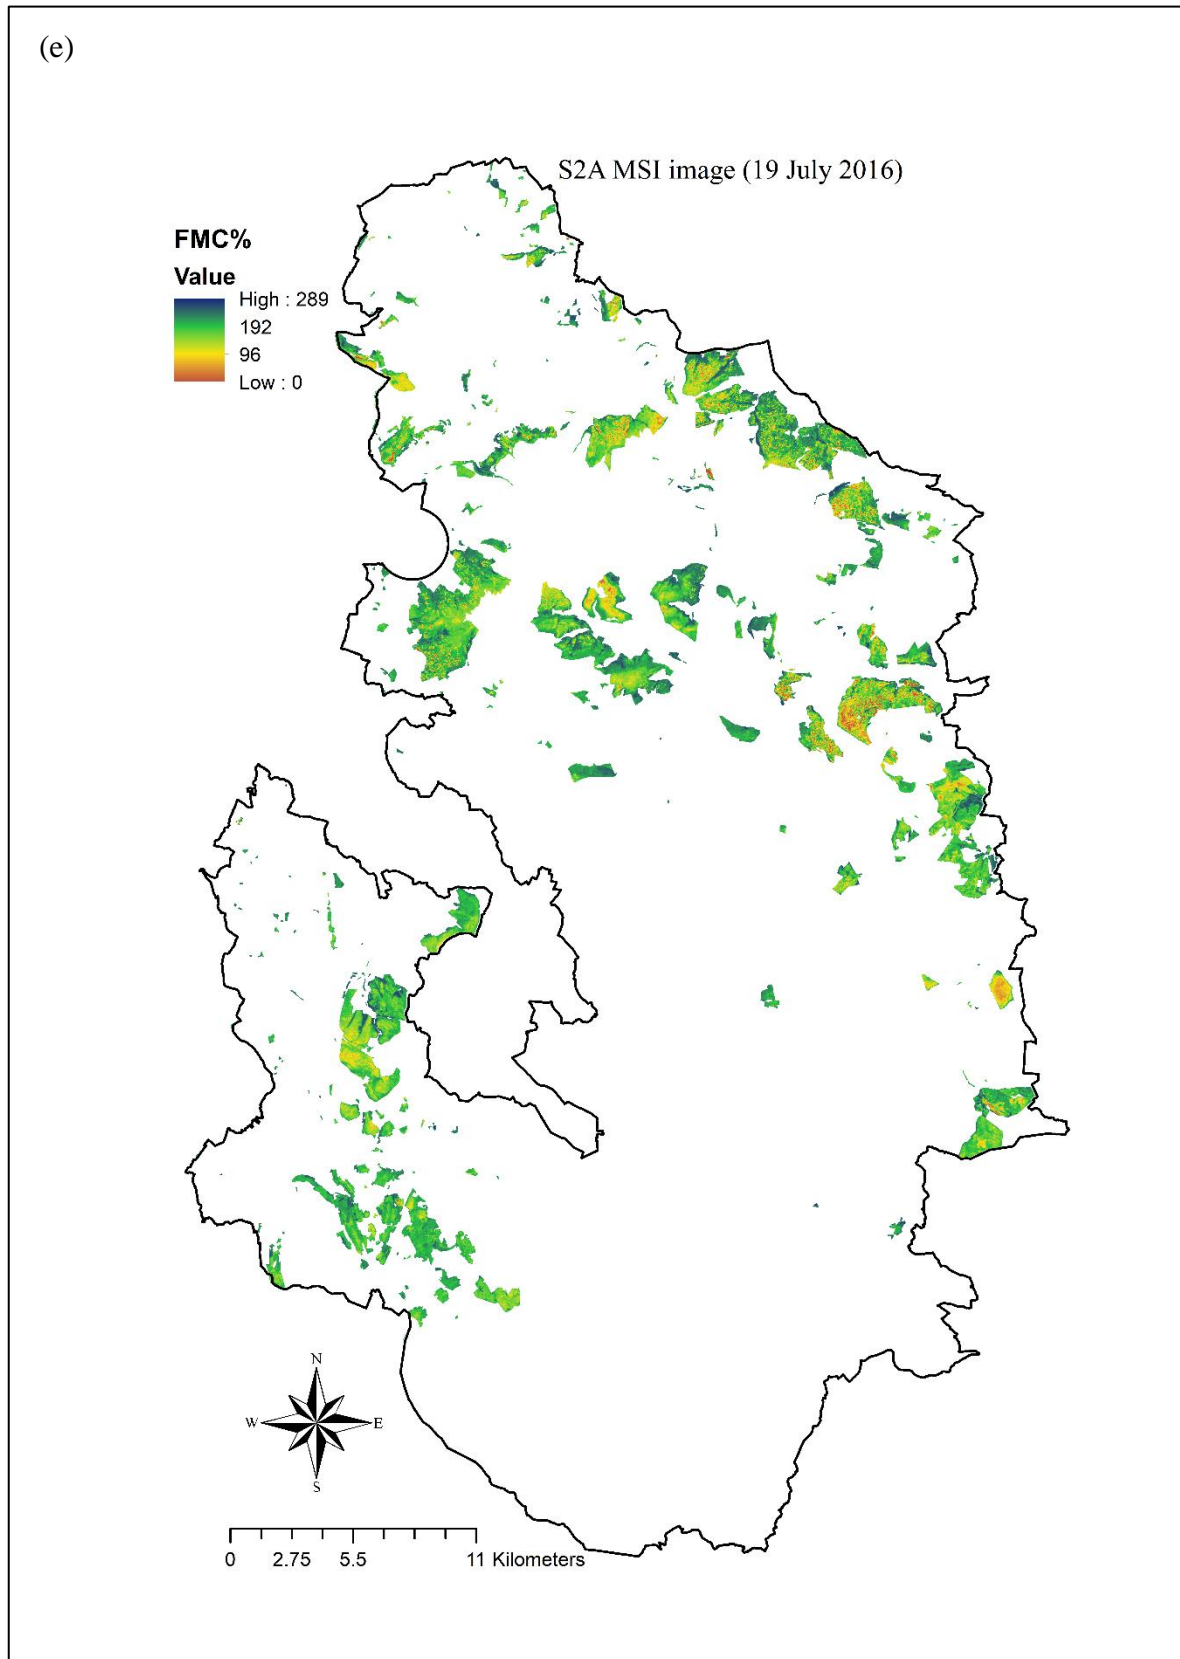 (e)
S2A MSI image (19 July 2016)
FMC%
Value
High : 289
192
96
Low : 0
N
W
E
S
0 2.75 5.5 11 Kilometers